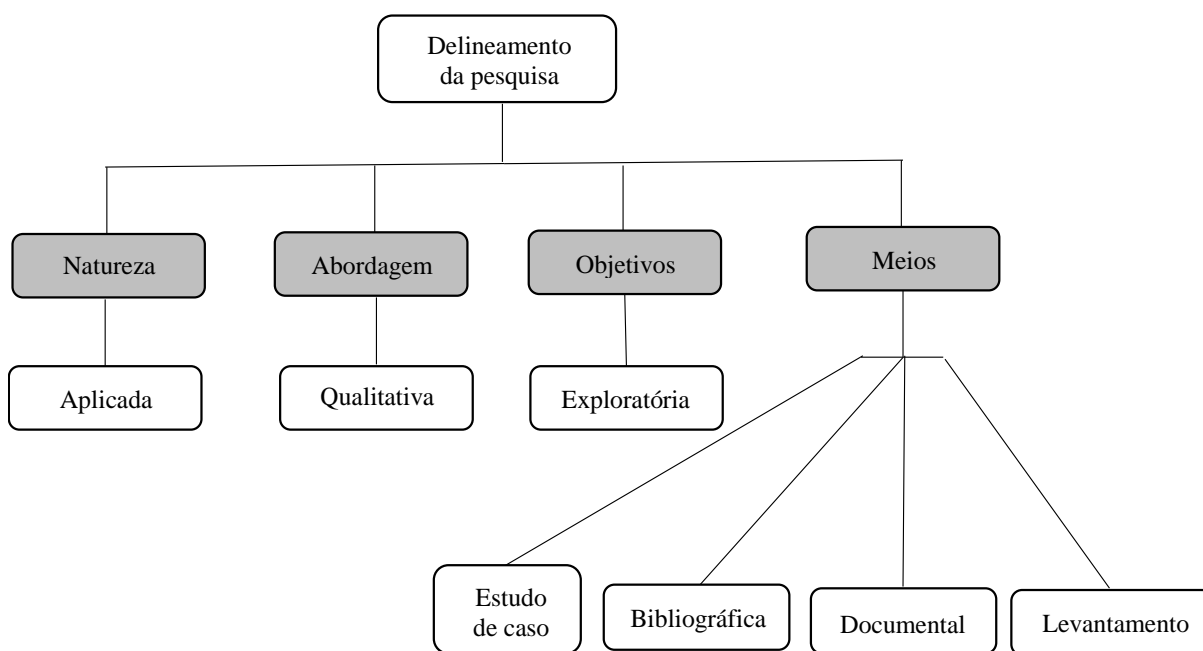 Delineamento
da pesquisa
Natureza
Abordagem
Objetivos
Meios
Aplicada
Qualitativa
Exploratória
Estudo
de caso
Bibliográfica
Documental
Levantamento